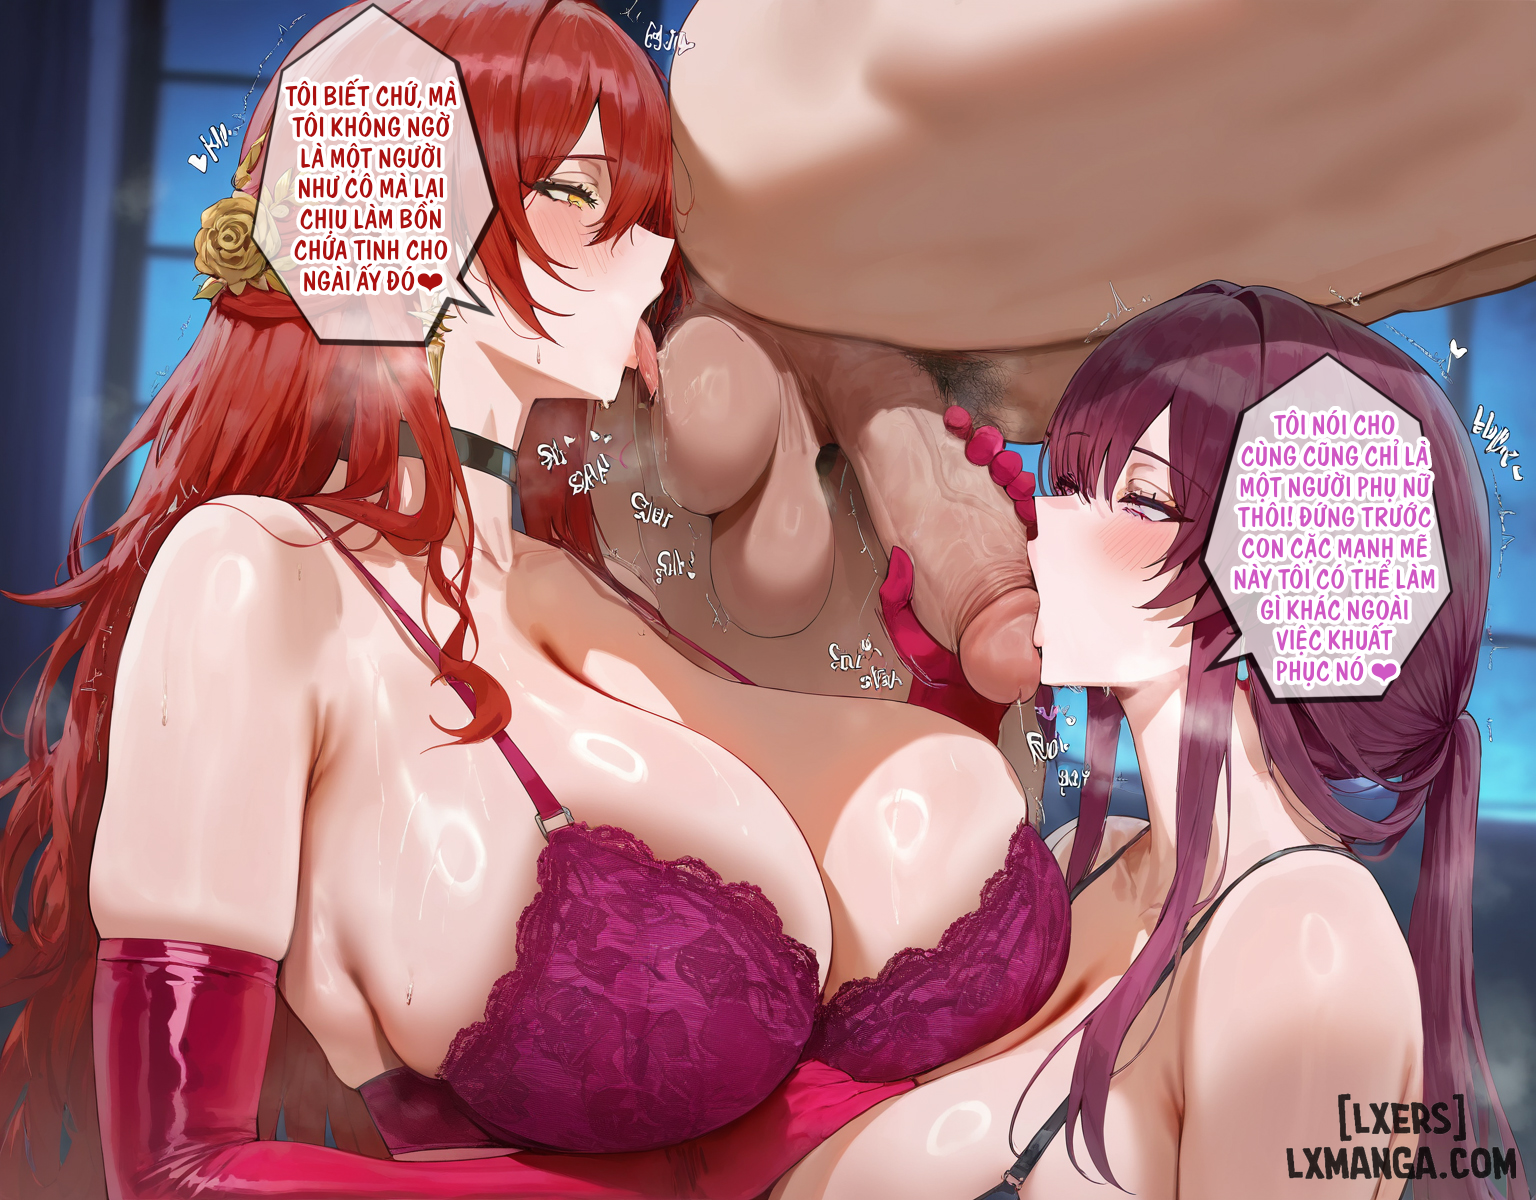 TÔI BIẾT CHỨ, MÀ
TÔI KHÔNG NGỜ
LÀ MỘT NGƯỜI
NHƯ CÔ MÀ LẠI
CHỊU LÀM BỒN
CHỨA TINH CHO
NGÀI ẤY ĐÓ❤
TÔI NÓI CHO
CÙNG CŨNG CHỈ LÀ
MỘT NGƯỜI PHỤ NỮ
THÔI! ĐỨNG TRƯỚC
CON CẶC MẠNH MẼ
NÀY TÔI CÓ THỂ LÀM
GÌ KHÁC NGOÀI
VIỆC KHUẤT
PHỤC NÓ ❤
[LXERS]
LXMANGA.COM